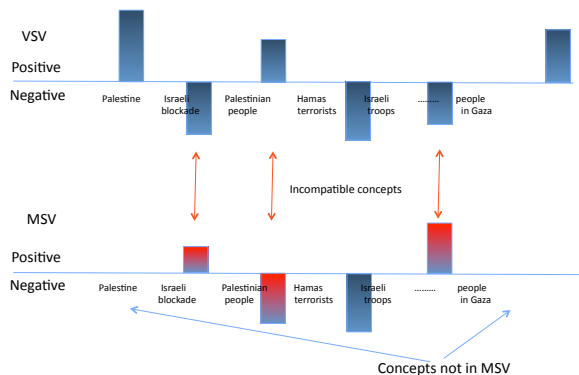 VSV
Positive
Negative
Palestine Israeli Palestinian Hamas Israeli ......... people
blockade people terrorists troops in Gaza
Incompatible concepts
MSV
Positive
Negative
Palestine Israeli Palestinian Hamas Israeli ......... people
blockade people terrorists troops in Gaza
Concepts not in MSV